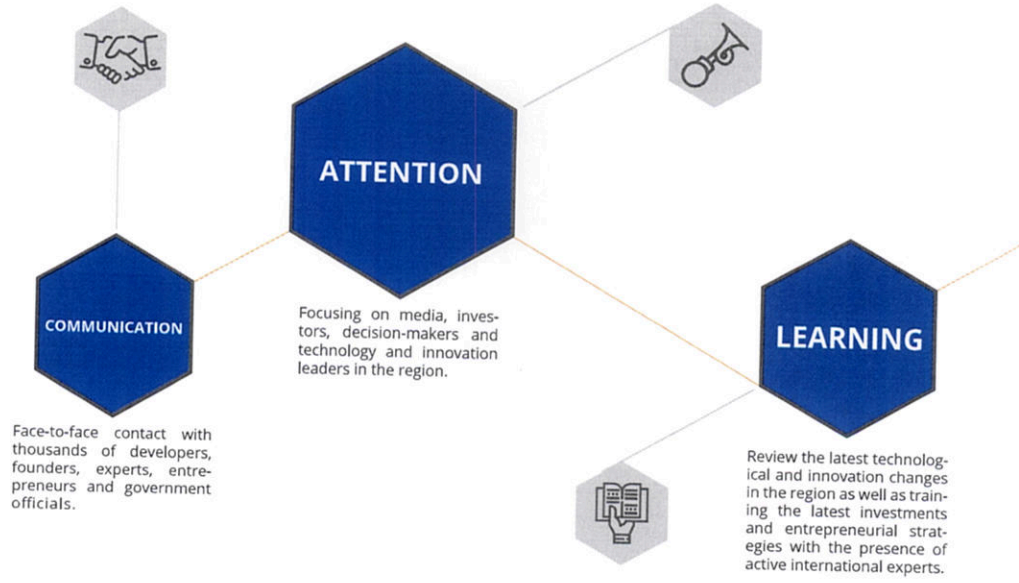 ATTENTION
Focusing on media, inves-
tors, decision-makers and
technology and innovation
leaders in the region.
COMMUNICATION
Face-to-face contact with
thousands of developers,
founders, experts, entre-
preneurs and government
officials.
LEARNING
Review the latest technolog-
ical and innovation changes
in the region as well as train-
ing the latest investments
and entrepreneurial strat-
egies with the presence of
active international experts.